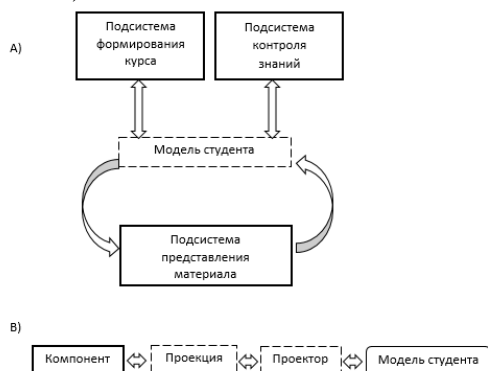 А)
Подсистема
формирования
курса
Подсистема
контроля
знаний
Модель студента
Подсистема
представления
материала
В)
Компонент
Проекция
Проектор
Модель студента